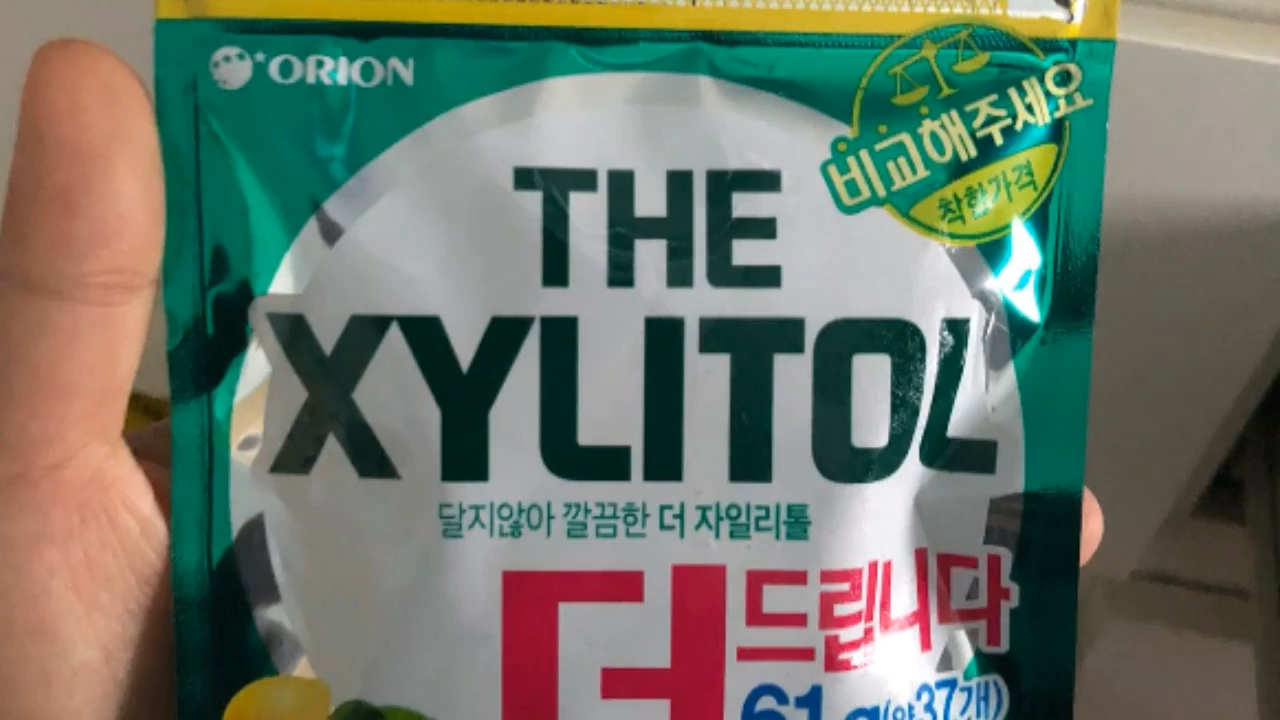 ORION
비교해주세요
착한가격
THE
XYLITOL
달지않아 깔끔한 더 자일리톨
더 드립니다
61 g(약37개)